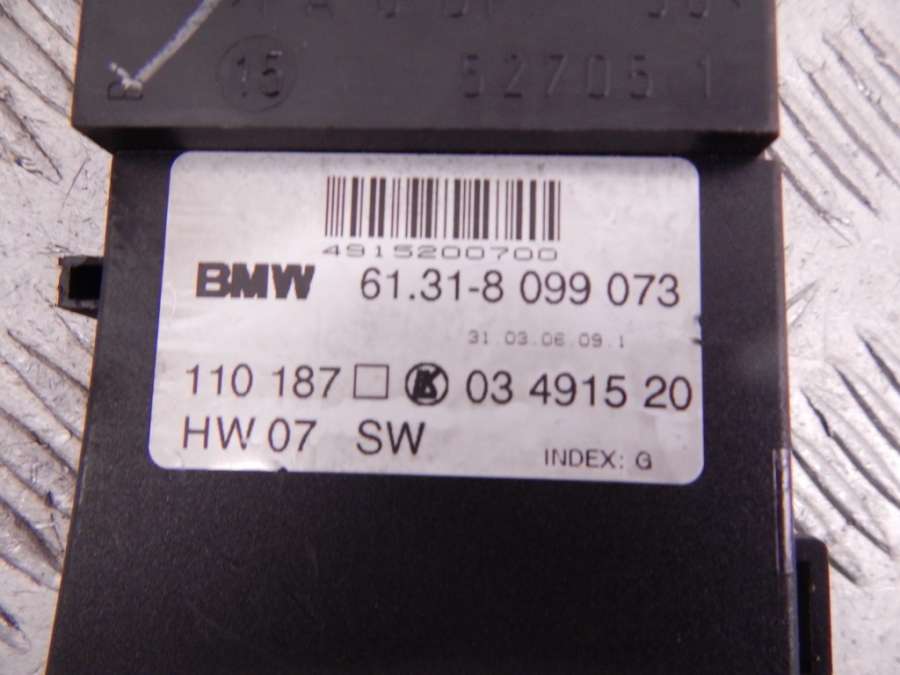 15 52705 1
4915200700
BMW 61.31-8 099 073
31.03.06.09.1
110 187 □ K 03 4915 20
HW 07 SW
INDEX: G